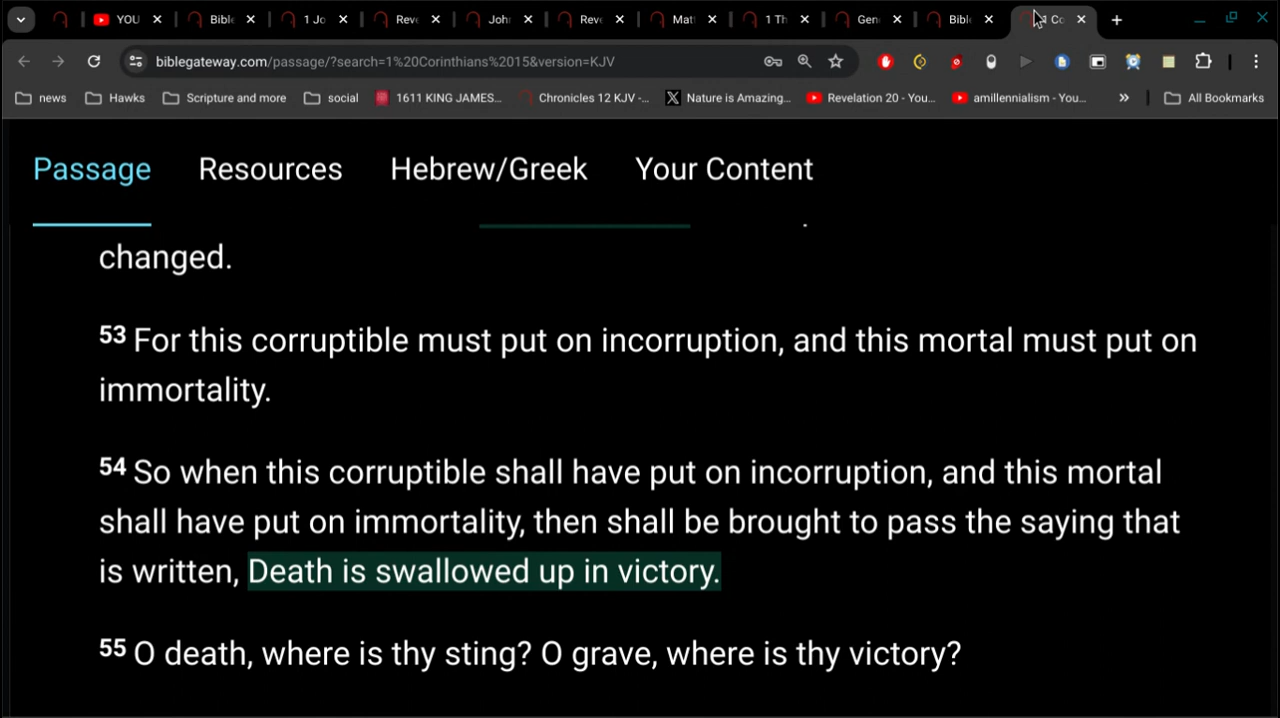 YOU
Bibl
1 Jo
Reve
Joh
Reve
Mat
1 Th
Gen
Bibl
Co
biblegateway.com/passage/?search=1%20Corinthians%2015&version=KJV
news
Hawks
Scripture and more
social
1611 KING JAMES...
Chronicles 12 KJV -...
Nature is Amazing...
Revelation 20 - You...
amillennialism - You...
»
All Bookmarks
Passage Resources Hebrew/Greek Your Content
changed.
53 For this corruptible must put on incorruption, and this mortal must put on
immortality.
54 So when this corruptible shall have put on incorruption, and this mortal
shall have put on immortality, then shall be brought to pass the saying that
is written, Death is swallowed up in victory.
55 O death, where is thy sting? O grave, where is thy victory?